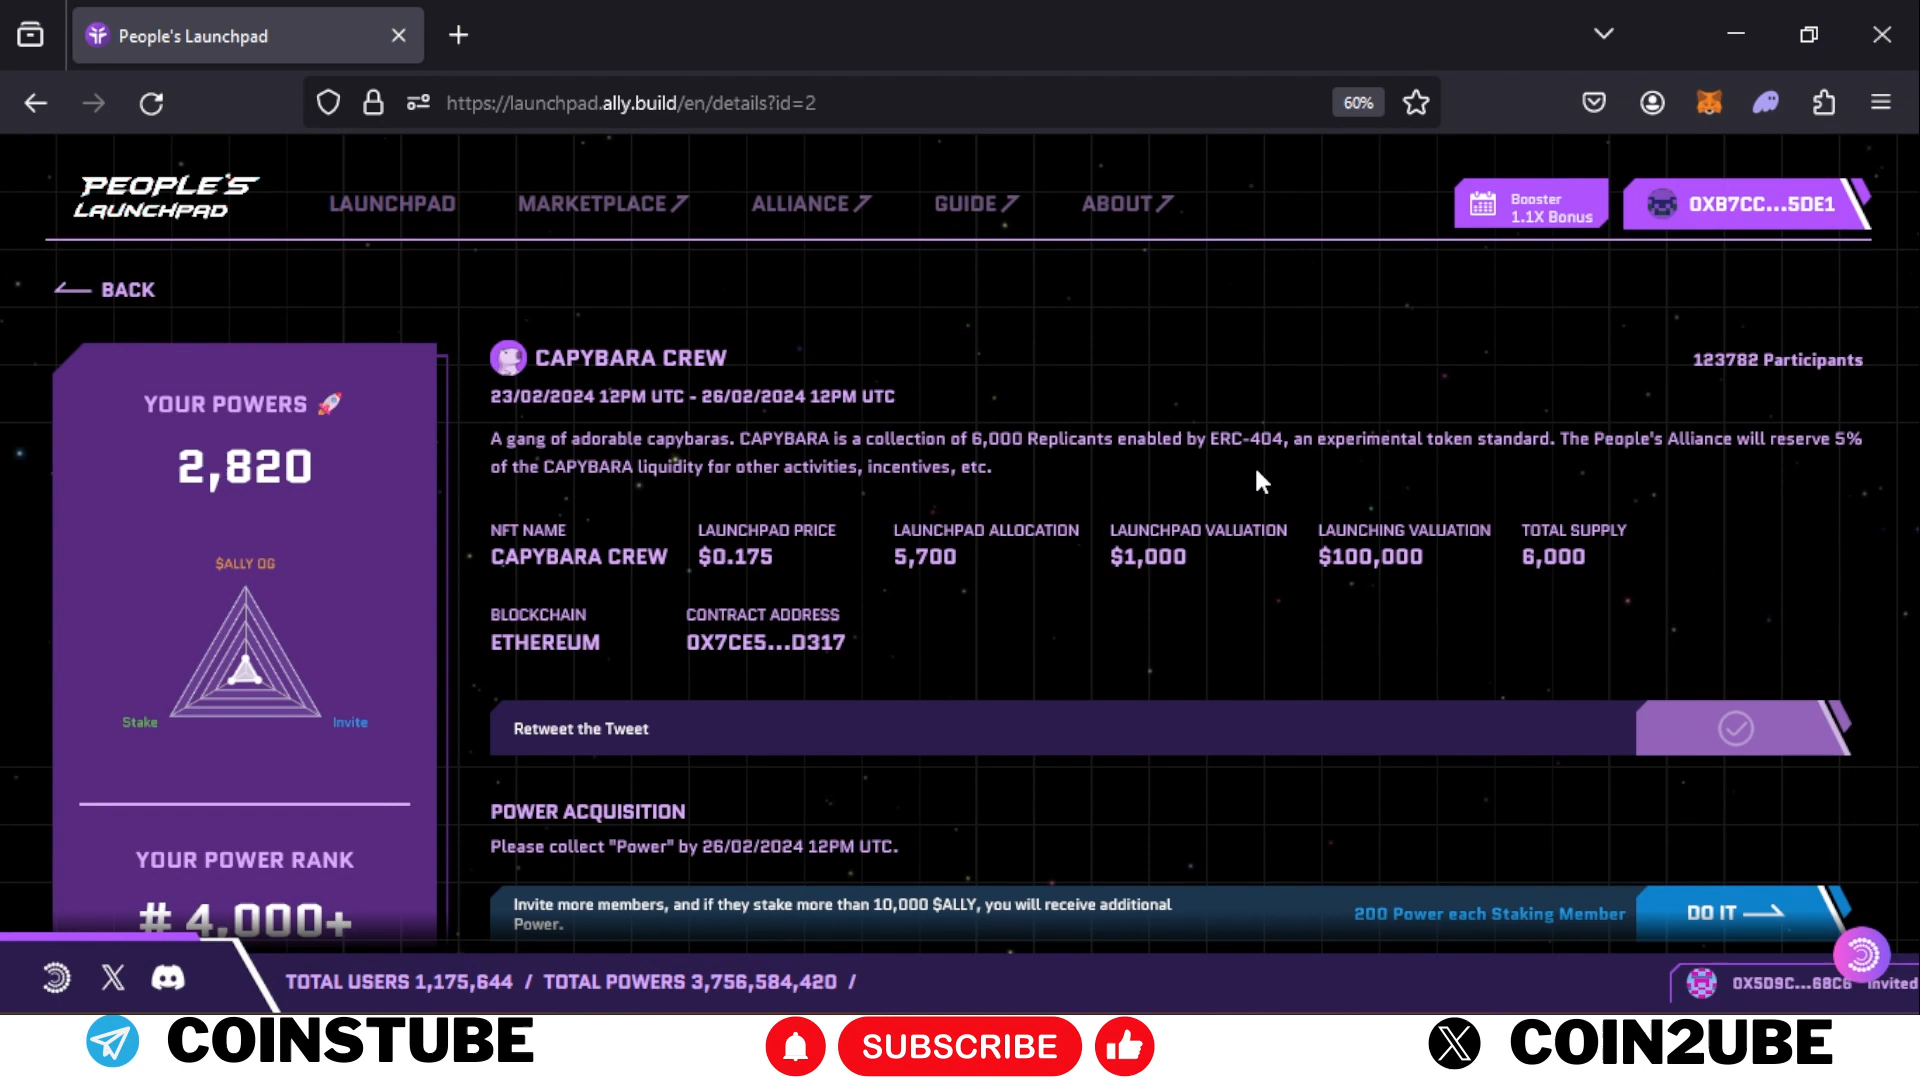 People's Launchpad
https://launchpad.ally.build/en/details?id=2
60%
PEOPLE'S
LAUNCHPAD
LAUNCHPAD
MARKETPLACE
ALLIANCE
GUIDE
ABOUT
Booster
1.1X Bonus
0XB7CC...5DE1
BACK
YOUR POWERS
2,820
$ALLY OG
Stake
Invite
YOUR POWER RANK
# 4,000+
CAPYBARA CREW
123782 Participants
23/02/2024 12PM UTC - 26/02/2024 12PM UTC
A gang of adorable capybaras. CAPYBARA is a collection of 6,000 Replicants enabled by ERC-404, an experimental token standard. The People's Alliance will reserve 5%
of the CAPYBARA liquidity for other activities, incentives, etc.
NFT NAME
CAPYBARA CREW
LAUNCHPAD PRICE
$0.175
LAUNCHPAD ALLOCATION
5,700
LAUNCHPAD VALUATION
$1,000
LAUNCHING VALUATION
$100,000
TOTAL SUPPLY
6,000
BLOCKCHAIN
ETHEREUM
CONTRACT ADDRESS
0X7CE5...D317
Retweet the Tweet
POWER ACQUISITION
Please collect "Power" by 26/02/2024 12PM UTC.
Invite more members, and if they stake more than 10,000 $ALLY, you will receive additional
Power.
200 Power each Staking Member
DO IT
TOTAL USERS 1,175,644 / TOTAL POWERS 3,756,584,420 /
0X5D9C...68C6 Invited
COINSTUBE
SUBSCRIBE
COIN2UBE